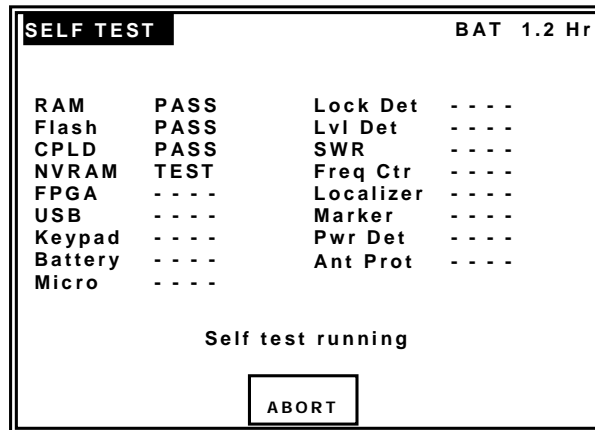 SELF TEST BAT 1.2 Hr
RAM PASS Lock Det - - - -
Flash PASS Lvl Det - - - -
CPLD PASS SWR - - - -
NVRAM TEST Freq Ctr - - - -
FPGA - - - - Localizer - - - -
USB - - - - Marker - - - -
Keypad - - - - Pwr Det - - - -
Battery - - - - Ant Prot - - - -
Micro - - - -
Self test running
ABORT